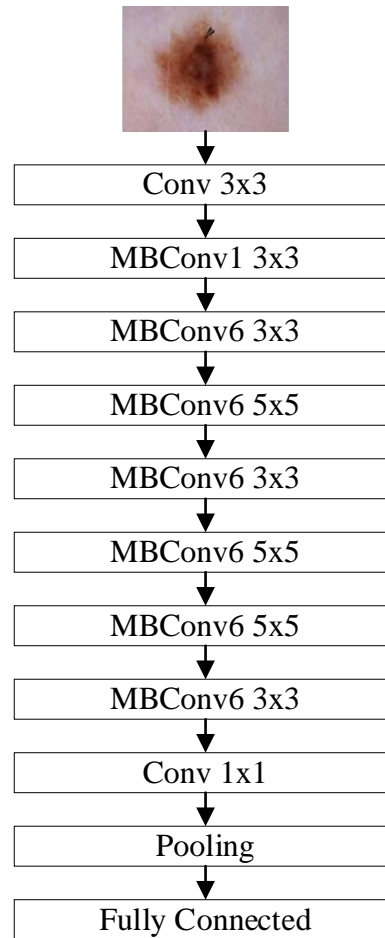 Conv 3x3
MBConv1 3x3
MBConv6 3x3
MBConv6 5x5
MBConv6 3x3
MBConv6 5x5
MBConv6 5x5
MBConv6 3x3
Conv 1x1
Pooling
Fully Connected